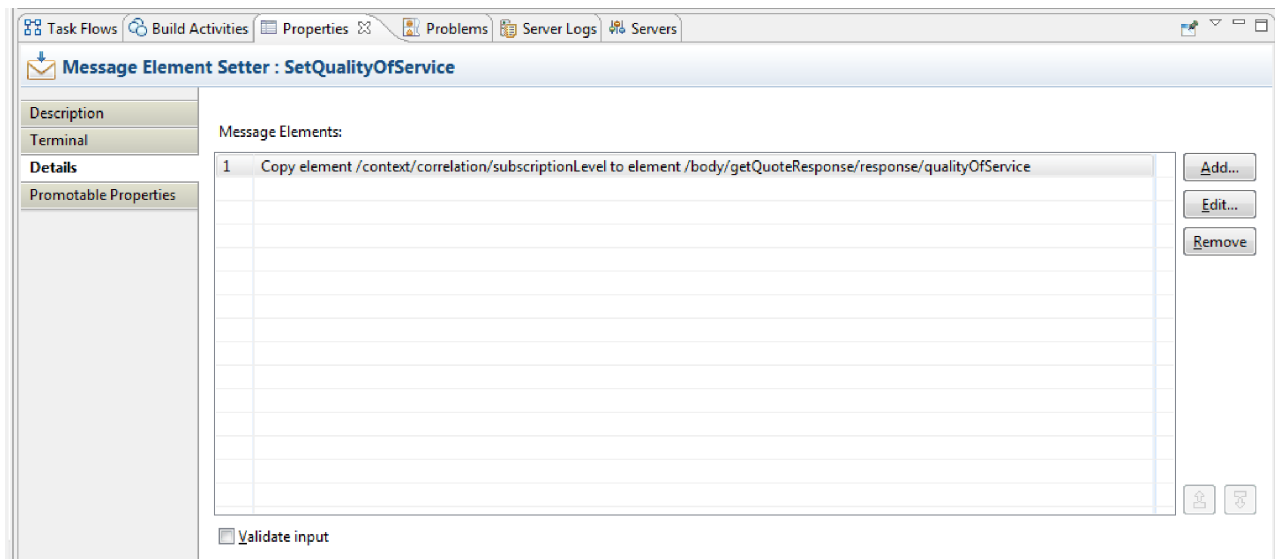 Task Flows Build Activities Properties Problems Server Logs Servers
Message Element Setter : SetQualityOfService
Description
Terminal
Details
Promotable Properties
Message Elements:
1 Copy element /context/correlation/subscriptionLevel to element /body/getQuoteResponse/response/qualityOfService
Add...
Edit...
Remove
Validate input